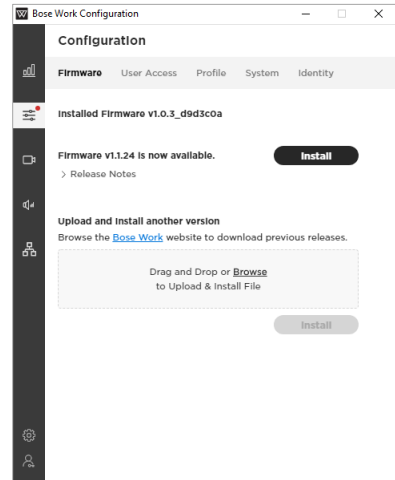 Bose Work Configuration
Configuration
Firmware User Access Profile System Identity
Installed Firmware v1.0.3_d9d3c0a
Firmware v1.1.24 is now available. Install
> Release Notes
Upload and Install another version
Browse the Bose Work website to download previous releases.
Drag and Drop or Browse
to Upload & Install File
Install